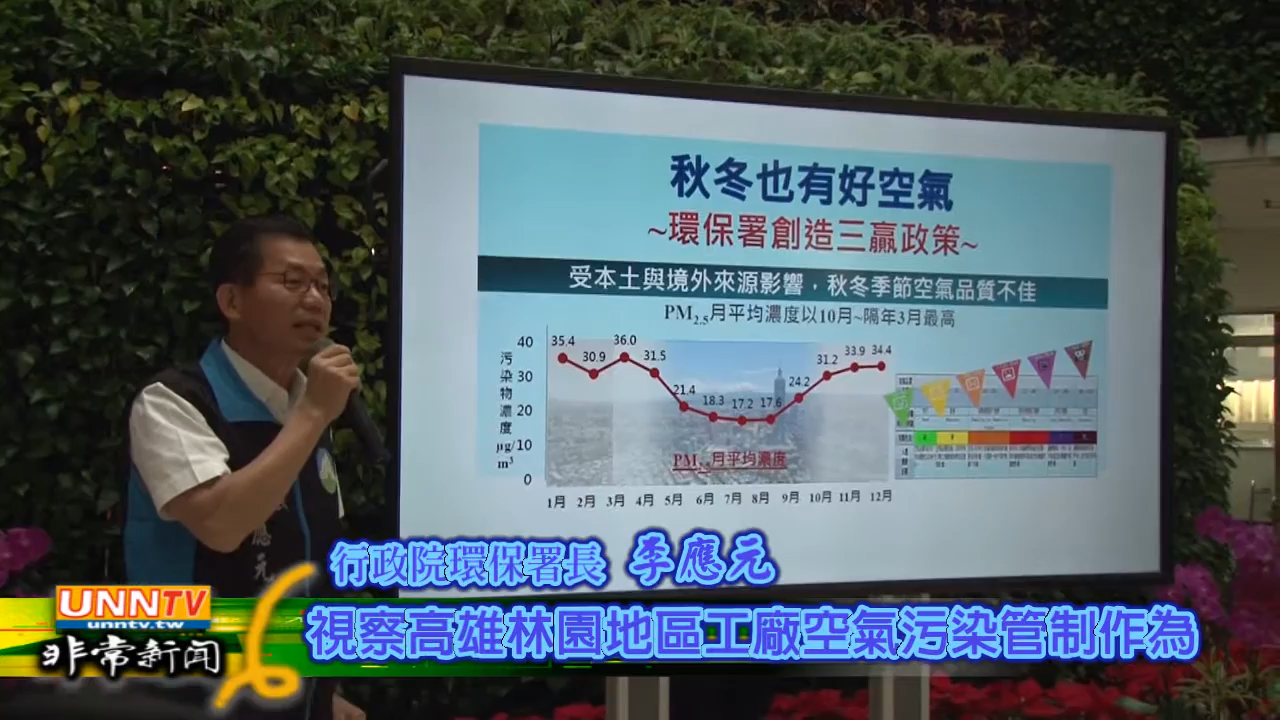 秋冬也有好空氣
~環保署創造三贏政策~
受本土與境外來源影響，秋冬季節空氣品質不佳
PM2.5月平均濃度以10月~隔年3月最高
污染物濃度
μg/m³
40
30
20
10
0
35.4
30.9
36.0
31.5
21.4
18.3
17.2
17.6
24.2
31.2
33.9
34.4
PM2.5月平均濃度
1月 2月 3月 4月 5月 6月 7月 8月 9月 10月 11月 12月
應元
行政院環保署長 李應元
UNNTV
unntv.tw
非常新聞
視察高雄林園地區工廠空氣污染管制作為